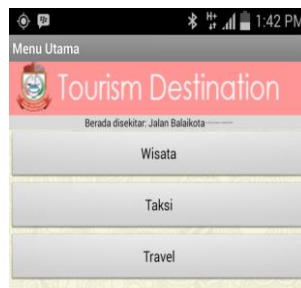 1:42 PM
Menu Utama
Tourism Destination
Berada disekitar: Jalan Balaikota
Wisata
Taksi
Travel